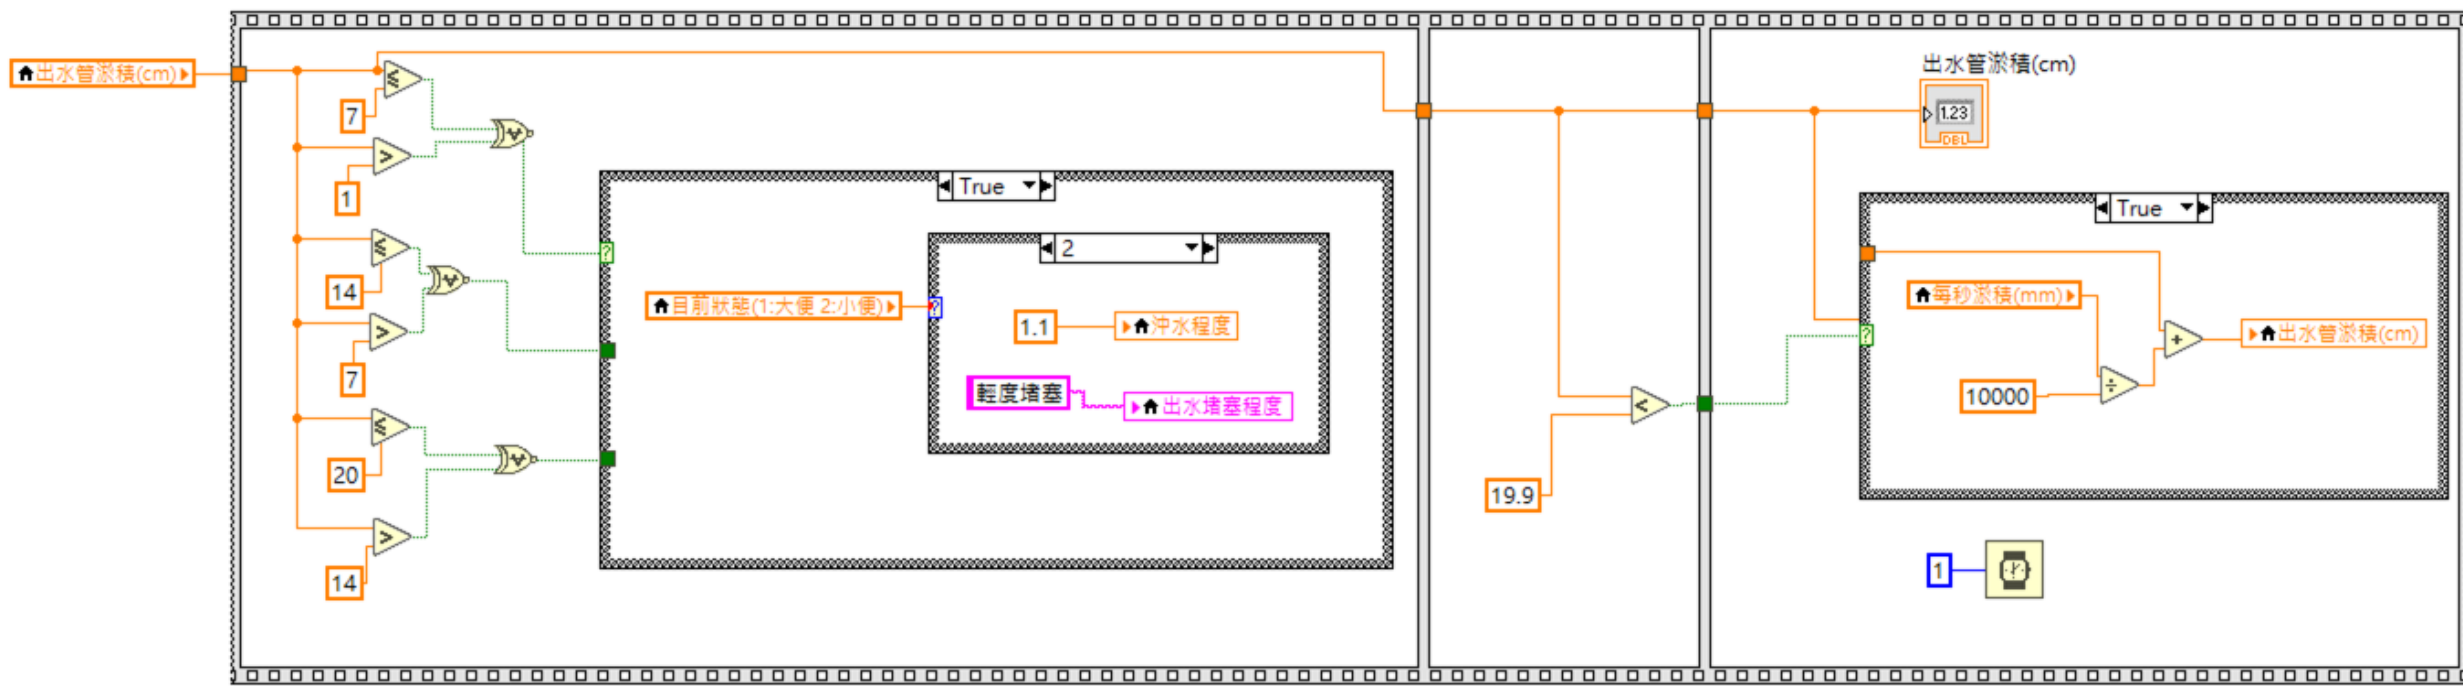 出水管淤積(cm)
≤
7
>
1
≤
14
>
7
≤
20
>
14
True
目前狀態(1:大便 2:小便)
2
1.1
沖水程度
輕度堵塞
出水堵塞程度
<
19.9
出水管淤積(cm)
1.23
DBL
True
每秒淤積(mm)
10000
÷
+
出水管淤積(cm)
1